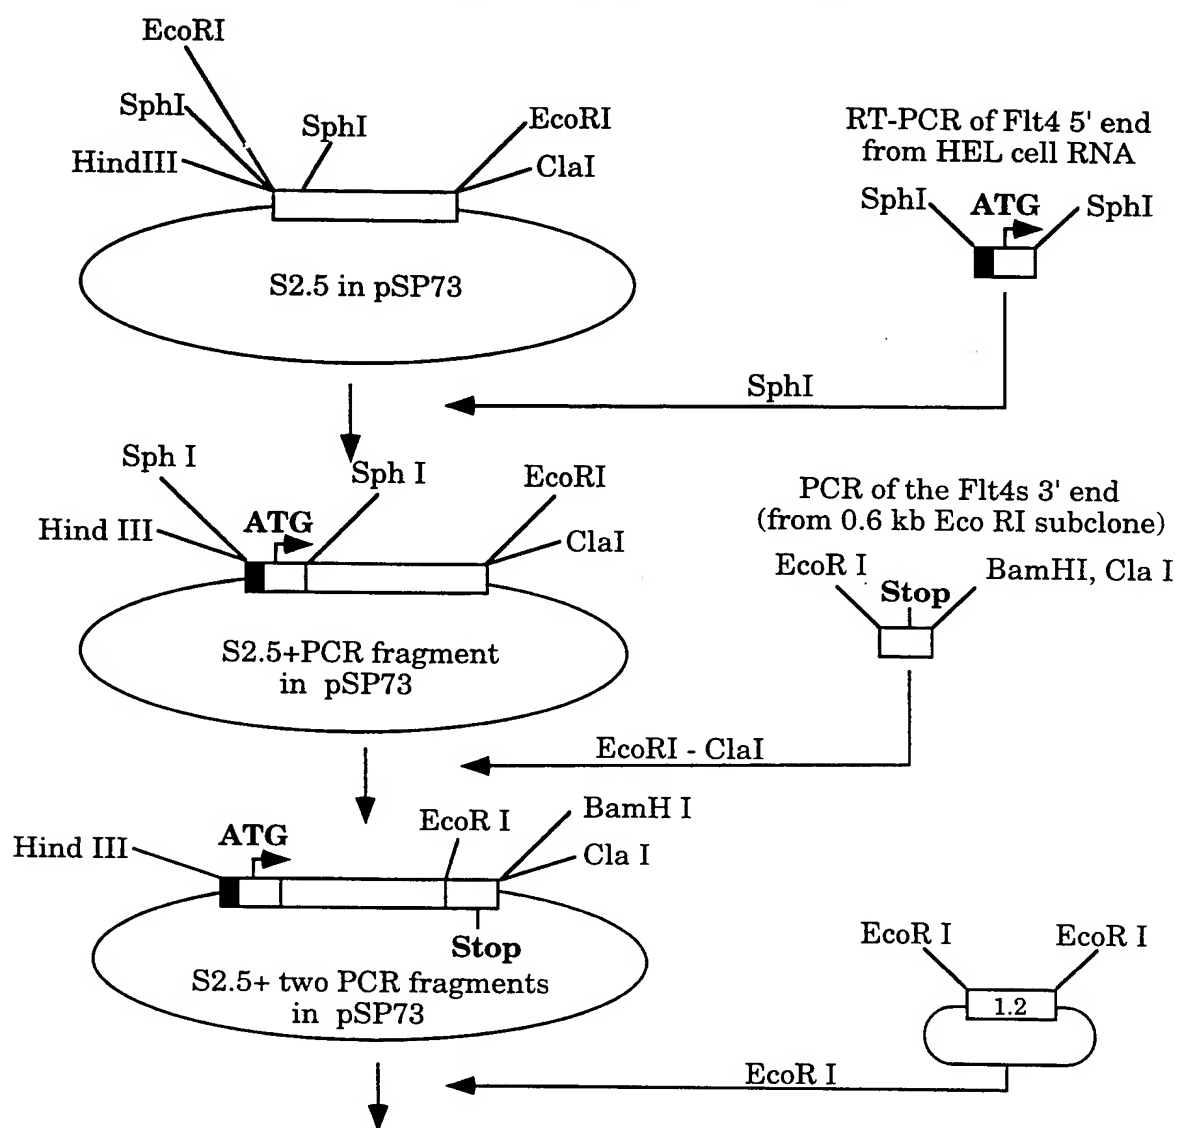 EcoRI
SphI
SphI
HindIII
EcoRI
ClaI
RT-PCR of Flt4 5' end
from HEL cell RNA
SphI
ATG
SphI
S2.5 in pSP73
SphI
Sph I
Sph I
EcoRI
Hind III
ATG
ClaI
PCR of the Flt4s 3' end
(from 0.6 kb Eco RI subclone)
EcoR I
BamHI, Cla I
Stop
S2.5+PCR fragment
in pSP73
EcoRI - ClaI
Hind III
ATG
EcoR I
BamH I
Cla I
Stop
S2.5+ two PCR fragments
in pSP73
EcoR I
EcoR I
1.2
EcoR I